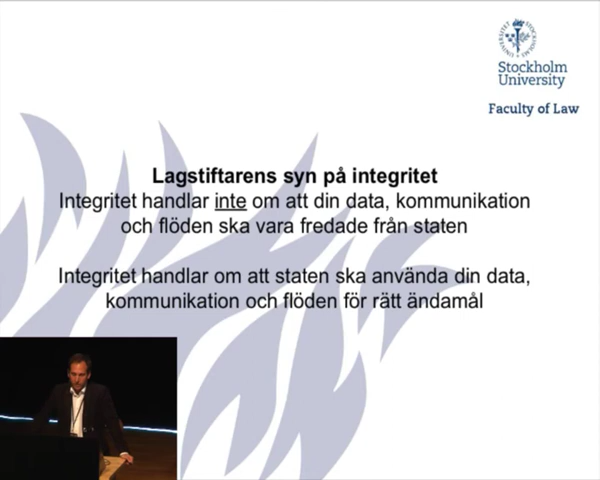 Stockholm
University
Faculty of Law
Lagstiftarens syn på integritet
Integritet handlar inte om att din data, kommunikation
och flöden ska vara fredade från staten
Integritet handlar om att staten ska använda din data,
kommunikation och flöden för rätt ändamål